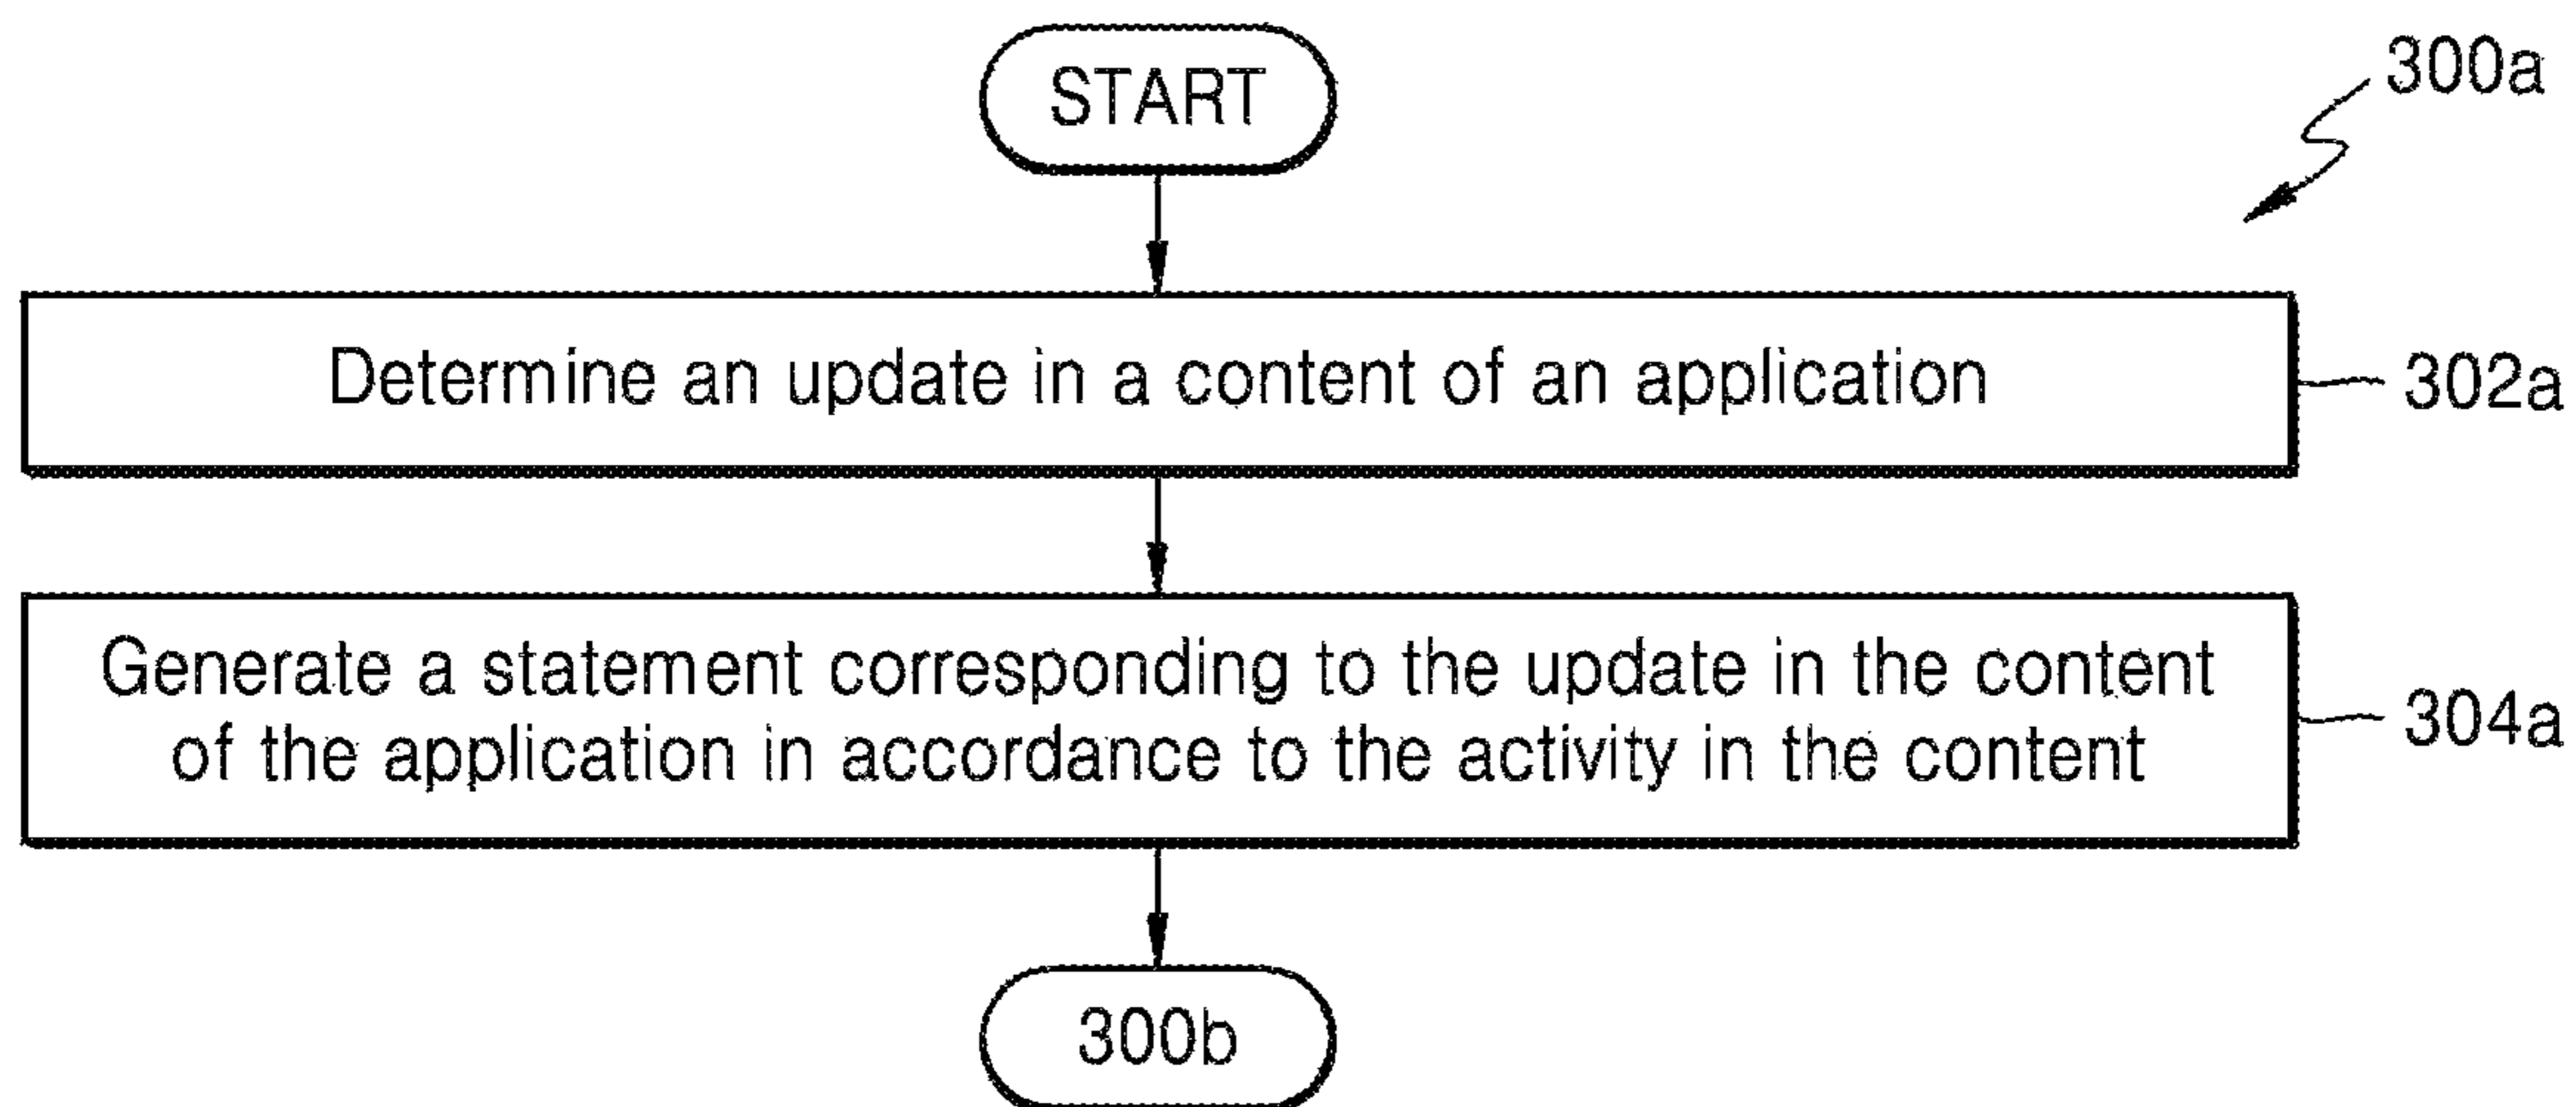 START
300a
Determine an update in a content of an application
302a
Generate a statement corresponding to the update in the content
of the application in accordance to the activity in the content
304a
300b